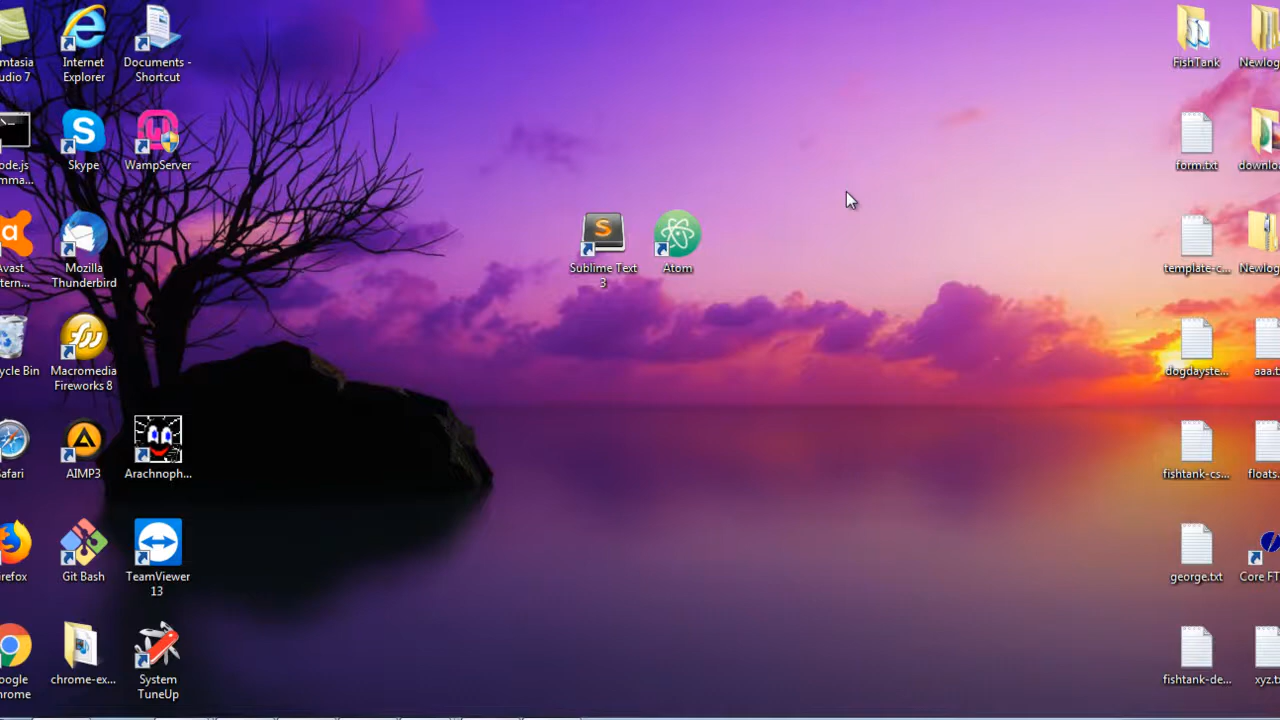 mtasia
udio 7
Internet
Explorer
Documents -
Shortcut
ode.js
mma...
Skype
WampServer
Avast
tern...
Mozilla
Thunderbird
ycle Bin
Macromedia
Fireworks 8
afari
AIMP3
Arachnoph...
refox
Git Bash
TeamViewer
13
oogle
hrome
chrome-ex...
System
TuneUp
Sublime Text
3
Atom
FishTank
Newlog
form.txt
downloa
template-c...
Newlog
dogdayste...
aaa.t
fishtank-cs...
floats.
george.txt
Core FT
fishtank-de...
xyz.t